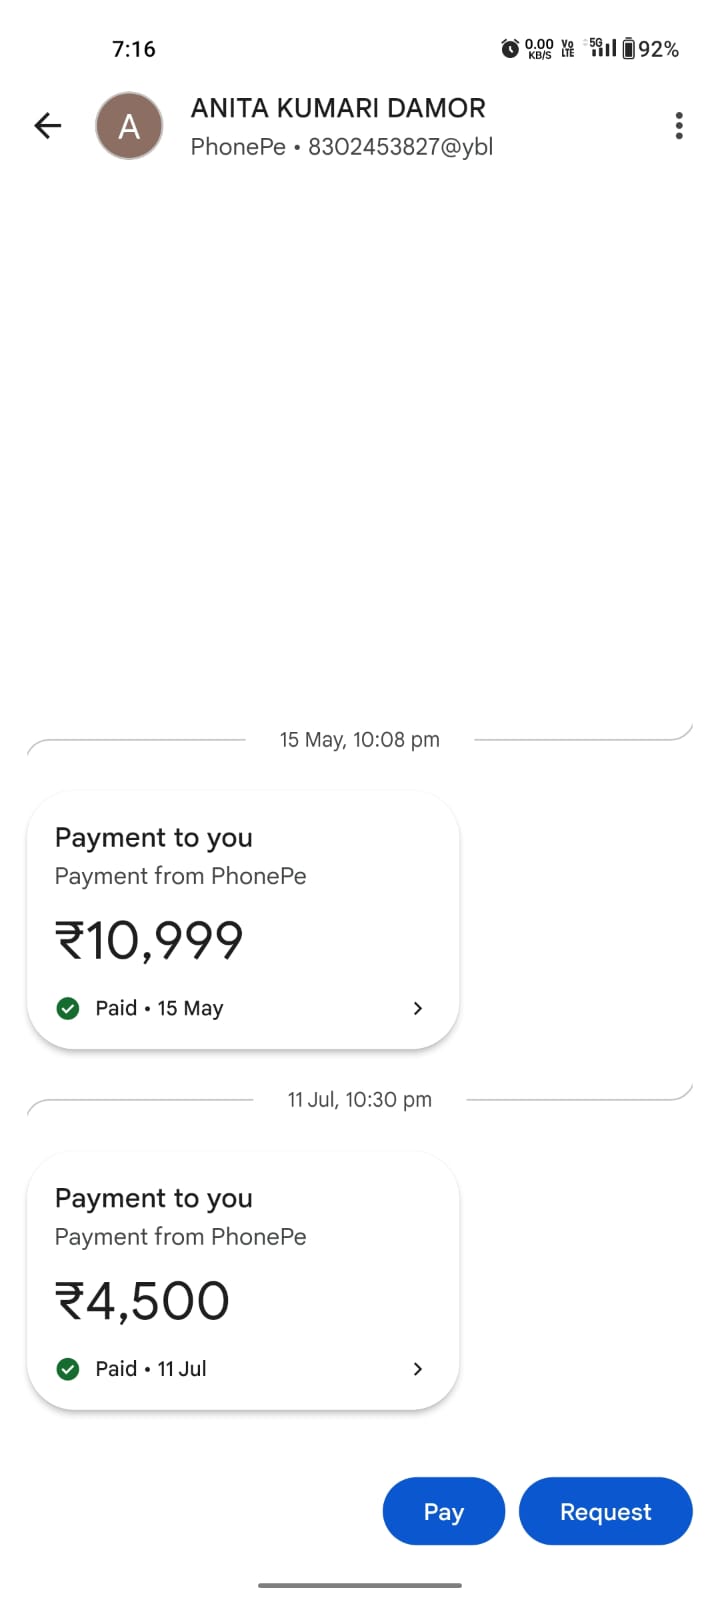 7:16
0.00 KB/S Vo LTE 5G 92%
A
ANITA KUMARI DAMOR
PhonePe • 8302453827@ybl
15 May, 10:08 pm
Payment to you
Payment from PhonePe
₹10,999
Paid • 15 May
11 Jul, 10:30 pm
Payment to you
Payment from PhonePe
₹4,500
Paid • 11 Jul
Pay Request